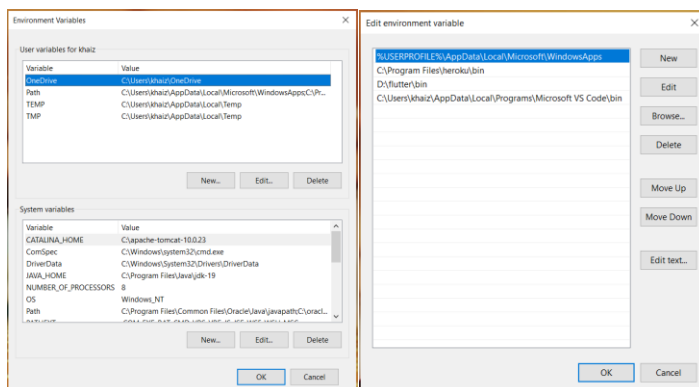 Environment Variables
User variables for khaiz
Variable Value
OneDrive C:\Users\khaiz\OneDrive
Path C:\Users\khaiz\AppData\Local\Microsoft\WindowsApps;C:\Pr...
TEMP C:\Users\khaiz\AppData\Local\Temp
TMP C:\Users\khaiz\AppData\Local\Temp
New... Edit... Delete
System variables
Variable Value
CATALINA_HOME C:\apache-tomcat-10.0.23
ComSpec C:\Windows\system32\cmd.exe
DriverData C:\Windows\System32\Drivers\DriverData
JAVA_HOME C:\Program Files\Java\jdk-19
NUMBER_OF_PROCESSORS 8
OS Windows_NT
Path C:\Program Files\Common Files\Oracle\Java\javapath;C:\oracl...
New... Edit... Delete
OK Cancel
Edit environment variable
%USERPROFILE%\AppData\Local\Microsoft\WindowsApps
C:\Program Files\heroku\bin
D:\flutter\bin
C:\Users\khaiz\AppData\Local\Programs\Microsoft VS Code\bin
New
Edit
Browse...
Delete
Move Up
Move Down
Edit text...
OK Cancel